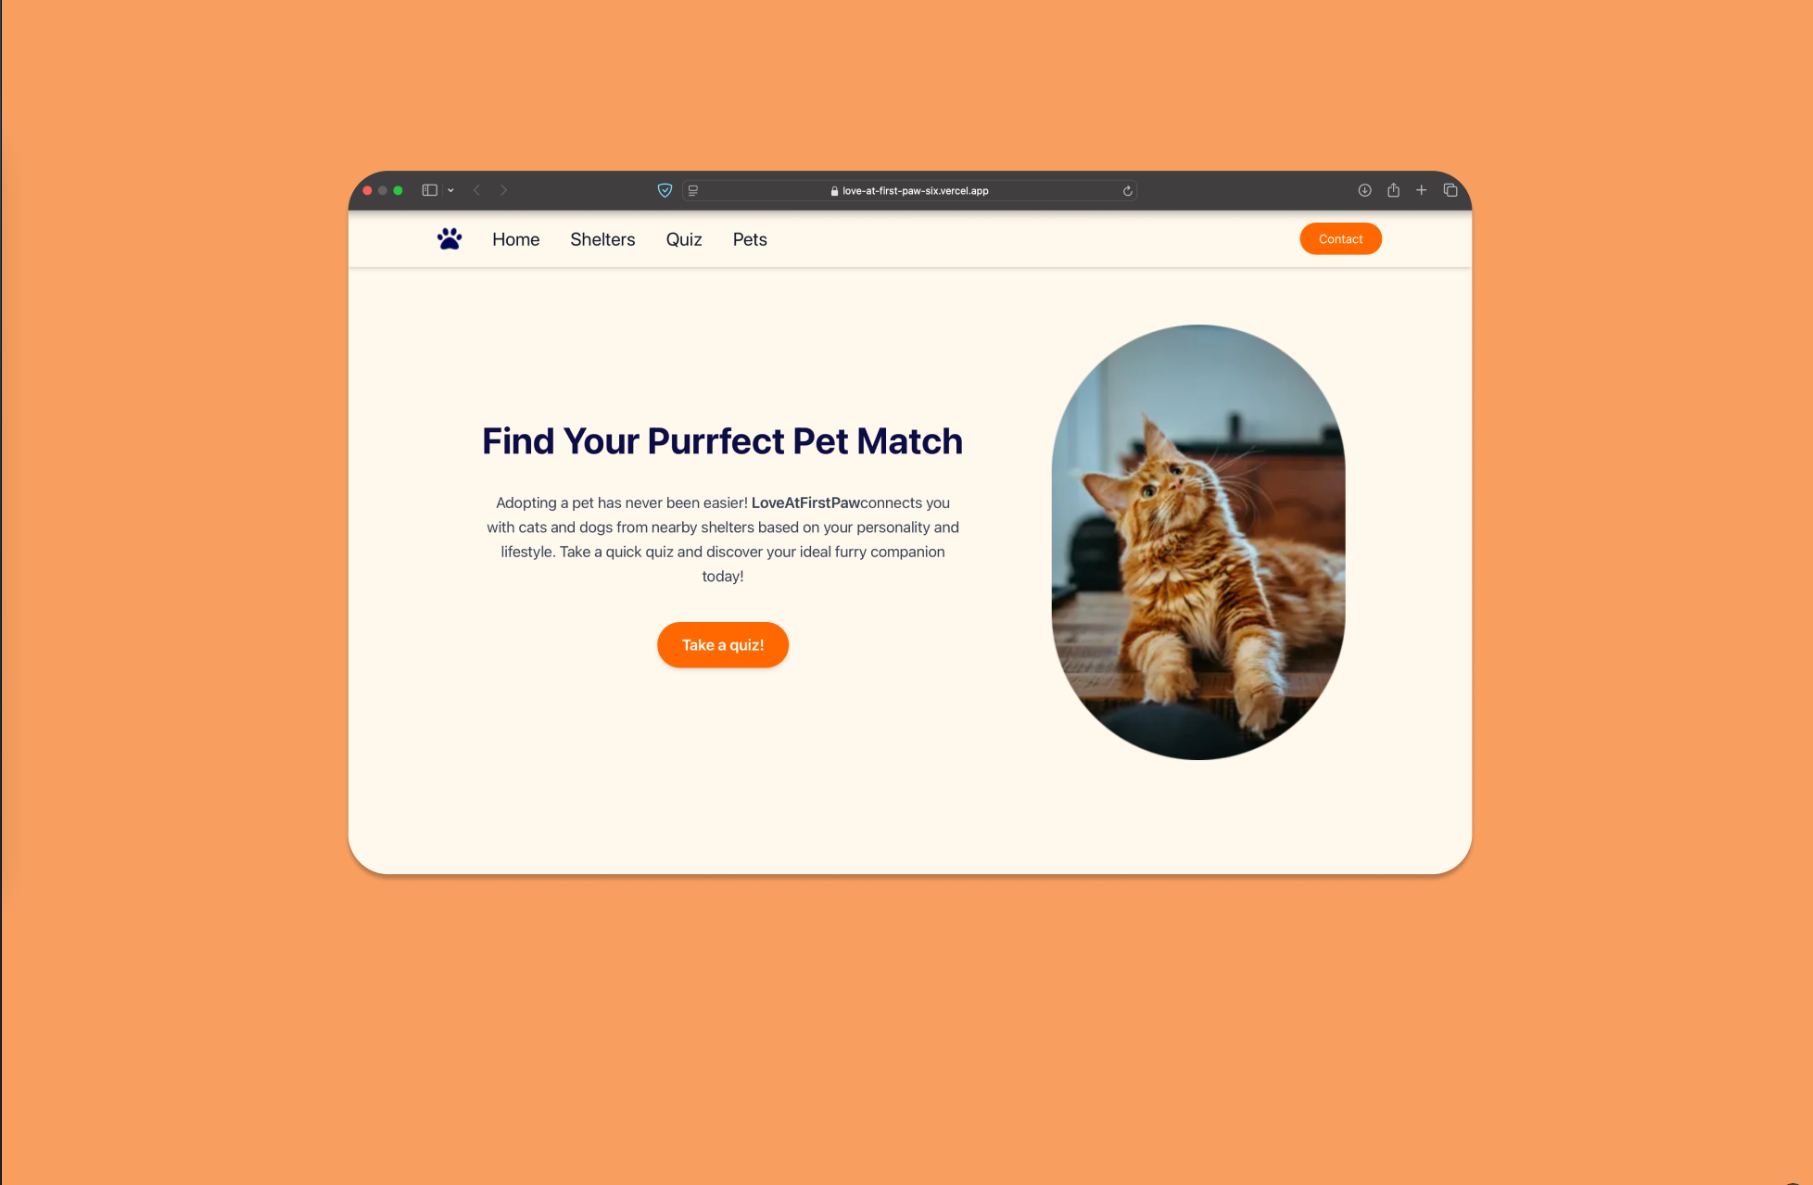 love-at-first-paw-six.vercel.app
Home Shelters Quiz Pets Contact
Find Your Purrfect Pet Match
Adopting a pet has never been easier! LoveAtFirstPawconnects you
with cats and dogs from nearby shelters based on your personality and
lifestyle. Take a quick quiz and discover your ideal furry companion
today!
Take a quiz!